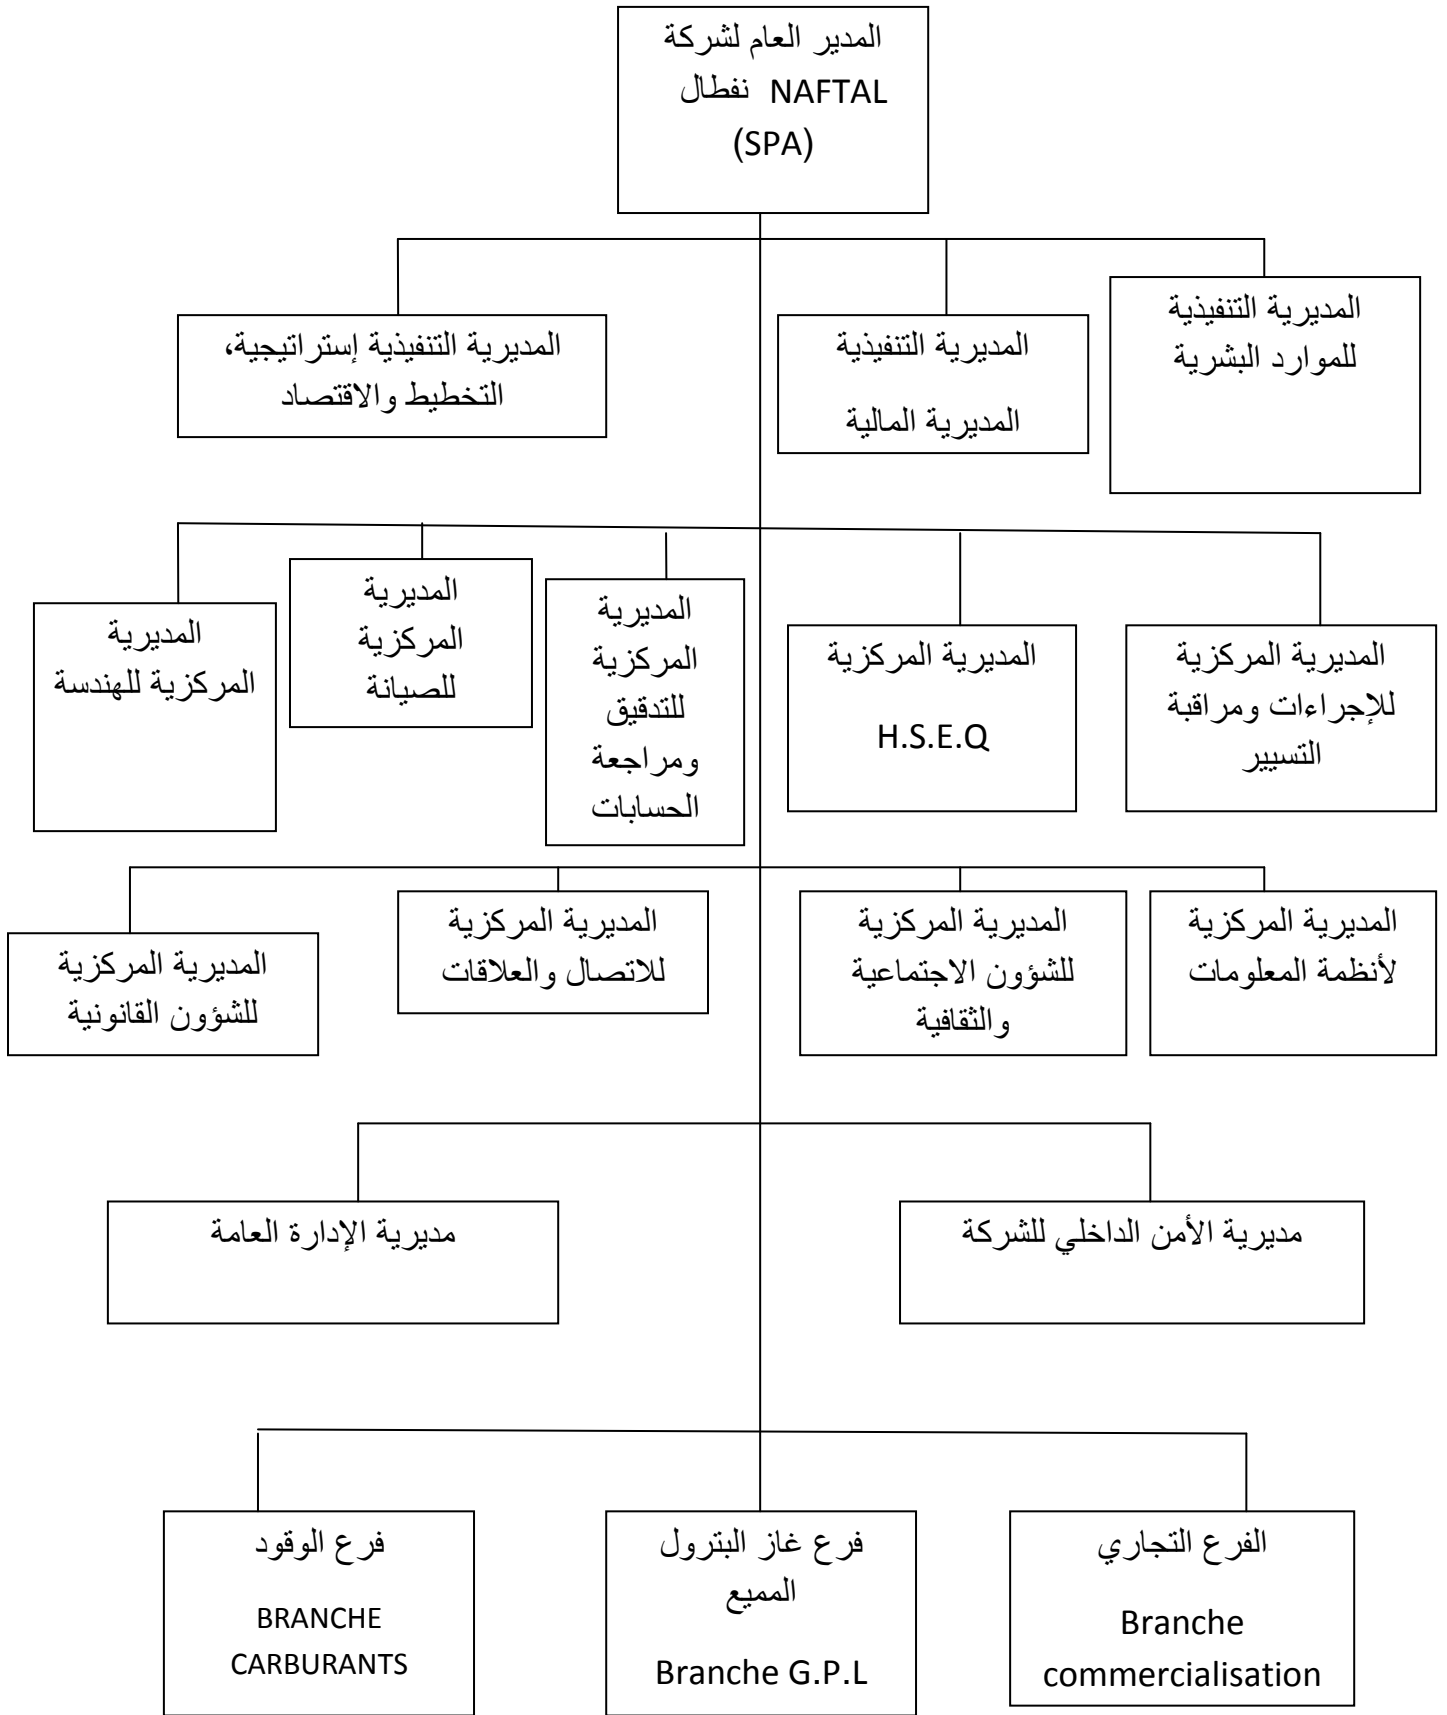 المدير العام لشركة
نفطال NAFTAL
(SPA)
المديرية التنفيذية
للموارد البشرية
المديرية التنفيذية
المديرية المالية
المديرية التنفيذية إستراتيجية،
التخطيط والاقتصاد
المديرية المركزية
للإجراءات ومراقبة
التسيير
المديرية المركزية
H.S.E.Q
المديرية
المركزية
للتدقيق
ومراجعة
الحسابات
المديرية
المركزية
للصيانة
المديرية
المركزية للهندسة
المديرية المركزية
لأنظمة المعلومات
المديرية المركزية
للشؤون الاجتماعية
والثقافية
المديرية المركزية
للاتصال والعلاقات
المديرية المركزية
للشؤون القانونية
مديرية الأمن الداخلي للشركة
مديرية الإدارة العامة
الفرع التجاري
Branche
commercialisation
فرع غاز البترول
المميع
Branche G.P.L
فرع الوقود
BRANCHE
CARBURANTS